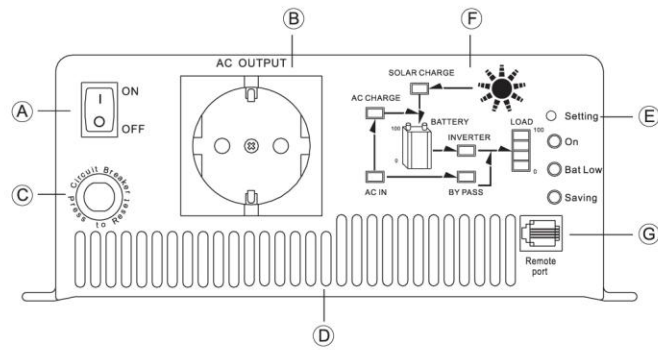 B
F
AC OUTPUT
SOLAR CHARGE
A
ON
OFF
AC CHARGE
BATTERY
100
0
INVERTER
LOAD
100
0
AC IN
BY PASS
Setting
E
On
Bat Low
Saving
C
Circuit Breaker
Press to Reset
G
Remote
port
D